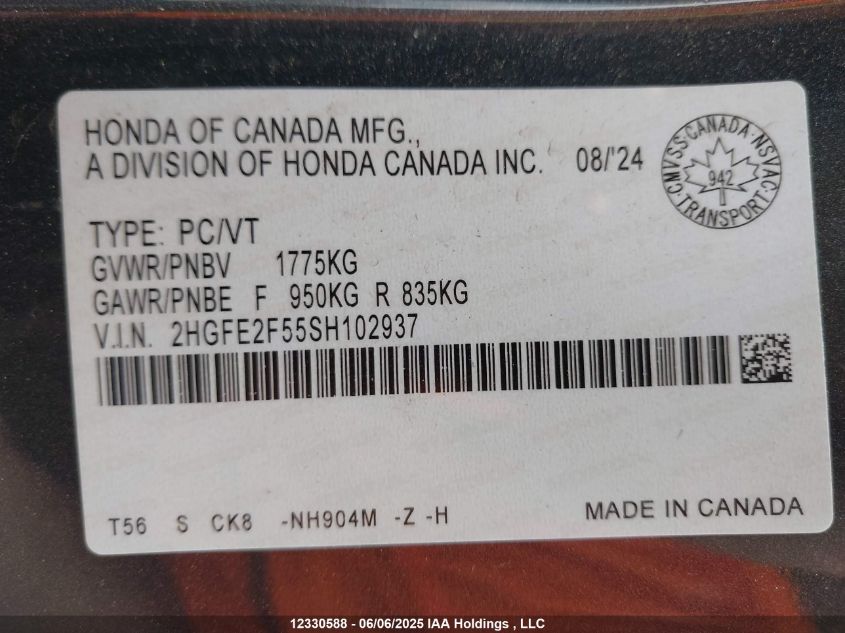 HONDA OF CANADA MFG.,
A DIVISION OF HONDA CANADA INC. 08/'24
CMVSS·CANADA·NSVAC·TRANSPORT·
942
TYPE: PC/VT
GVWR/PNBV 1775KG
GAWR/PNBE F 950KG R 835KG
V.I.N. 2HGFE2F55SH102937
T56 S CK8 -NH904M -Z -H
MADE IN CANADA
12330588 - 06/06/2025 IAA Holdings , LLC